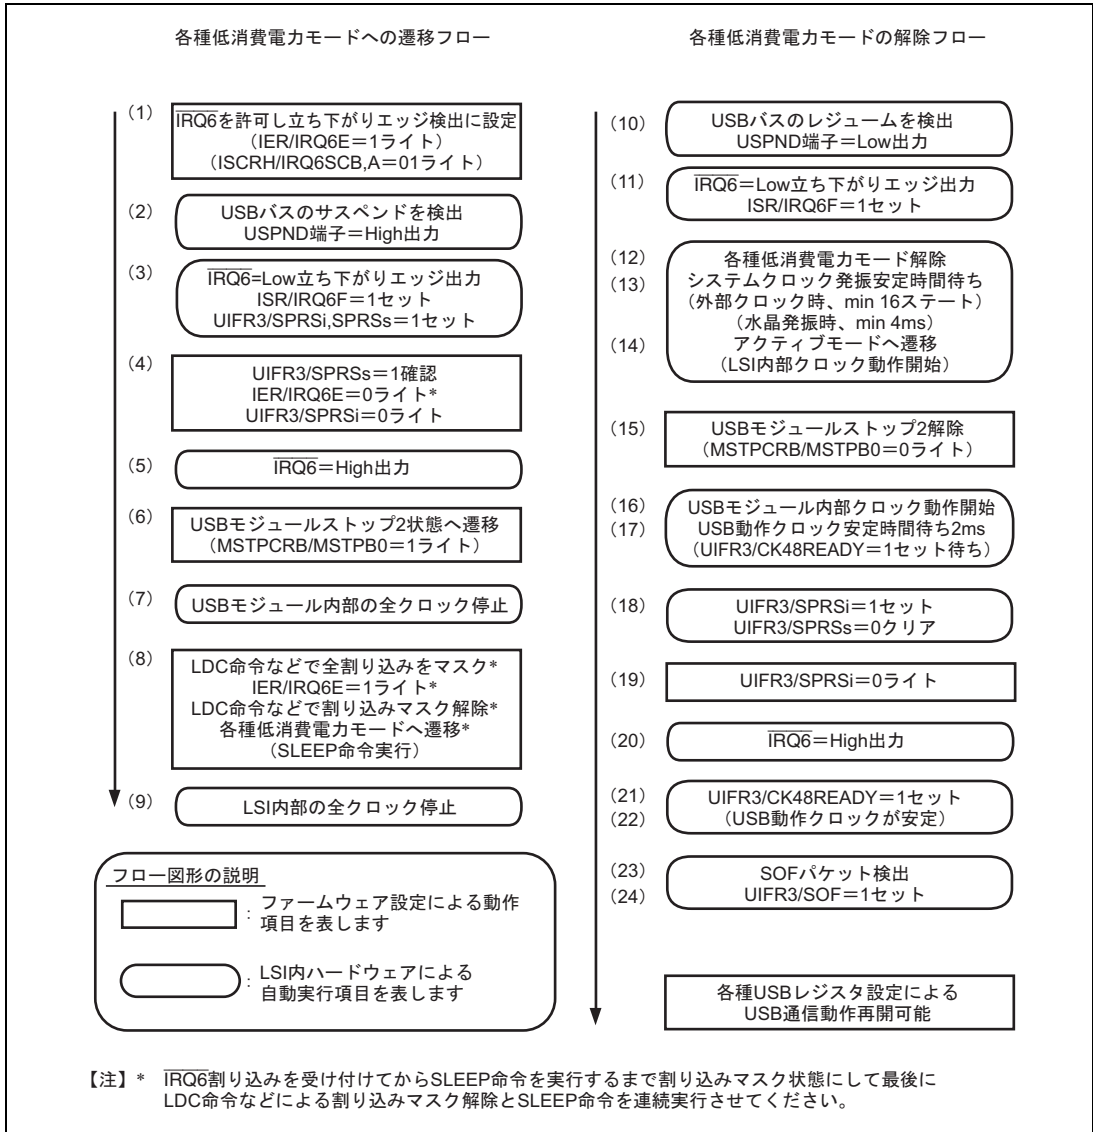 各種低消費電力モードへの遷移フロー
(1)
IRQ6を許可し立ち下がりエッジ検出に設定
(IER/IRQ6E=1ライト)
(ISCRH/IRQ6SCB,A=01ライト)
(2)
USBバスのサスペンドを検出
USPND端子=High出力
(3)
IRQ6=Low立ち下がりエッジ出力
ISR/IRQ6F=1セット
UIFR3/SPRSi,SPRSs=1セット
(4)
UIFR3/SPRSs=1確認
IER/IRQ6E=0ライト*
UIFR3/SPRSi=0ライト
(5)
IRQ6=High出力
(6)
USBモジュールストップ2状態へ遷移
(MSTPCRB/MSTPB0=1ライト)
(7)
USBモジュール内部の全クロック停止
(8)
LDC命令などで全割り込みをマスク*
IER/IRQ6E=1ライト*
LDC命令などで割り込みマスク解除*
各種低消費電力モードへ遷移*
(SLEEP命令実行)
(9)
LSI内部の全クロック停止
フロー図形の説明
: ファームウェア設定による動作
項目を表します
: LSI内ハードウェアによる
自動実行項目を表します
各種低消費電力モードの解除フロー
(10)
USBバスのレジュームを検出
USPND端子=Low出力
(11)
IRQ6=Low立ち下がりエッジ出力
ISR/IRQ6F=1セット
(12)
各種低消費電力モード解除
(13)
システムクロック発振安定時間待ち
(外部クロック時、min 16ステート)
(水晶発振時、min 4ms)
(14)
アクティブモードへ遷移
(LSI内部クロック動作開始)
(15)
USBモジュールストップ2解除
(MSTPCRB/MSTPB0=0ライト)
(16)
USBモジュール内部クロック動作開始
(17)
USB動作クロック安定時間待ち2ms
(UIFR3/CK48READY=1セット待ち)
(18)
UIFR3/SPRSi=1セット
UIFR3/SPRSs=0クリア
(19)
UIFR3/SPRSi=0ライト
(20)
IRQ6=High出力
(21)
UIFR3/CK48READY=1セット
(22)
(USB動作クロックが安定)
(23)
SOFパケット検出
(24)
UIFR3/SOF=1セット
各種USBレジスタ設定による
USB通信動作再開可能
【注】* IRQ6割り込みを受け付けてからSLEEP命令を実行するまで割り込みマスク状態にして最後に
LDC命令などによる割り込みマスク解除とSLEEP命令を連続実行させてください。